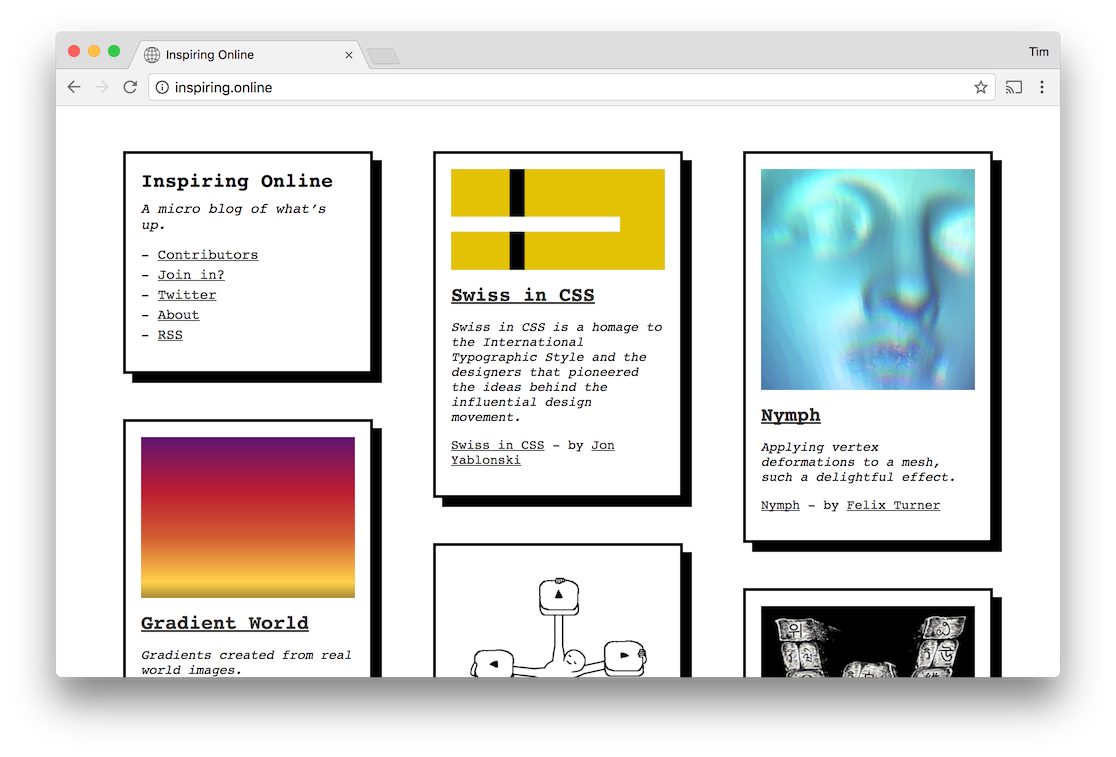 Inspiring Online
Tim
inspiring.online
Inspiring Online
A micro blog of what’s
up.
– Contributors
– Join in?
– Twitter
– About
– RSS
Gradient World
Gradients created from real
world images.
Swiss in CSS
Swiss in CSS is a homage to
the International
Typographic Style and the
designers that pioneered
the ideas behind the
influential design
movement.
Swiss in CSS – by Jon
Yablonski
Nymph
Applying vertex
deformations to a mesh,
such a delightful effect.
Nymph – by Felix Turner